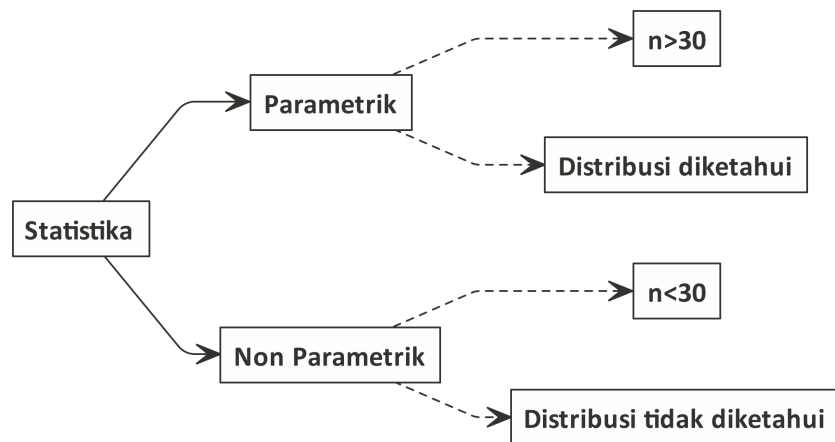 n>30
Parametrik
Distribusi diketahui
Statistika
n<30
Non Parametrik
Distribusi tidak diketahui